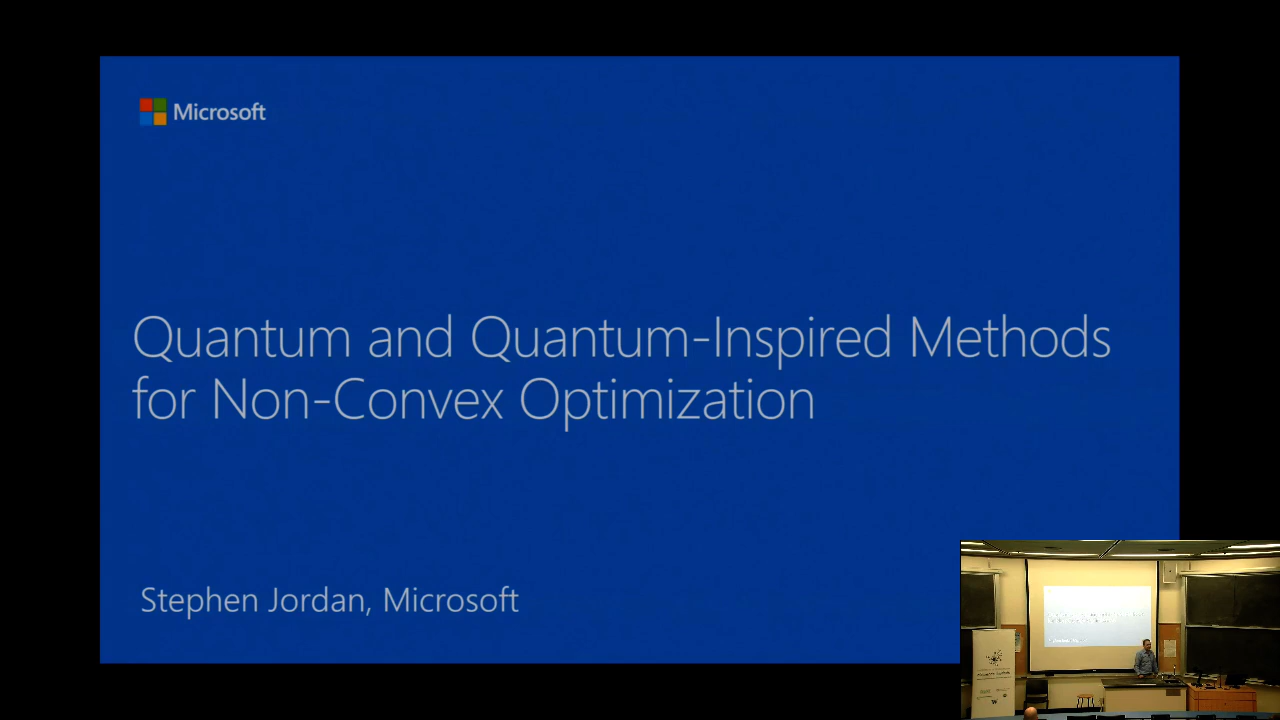 Microsoft
Quantum and Quantum-Inspired Methods
for Non-Convex Optimization
Stephen Jordan, Microsoft